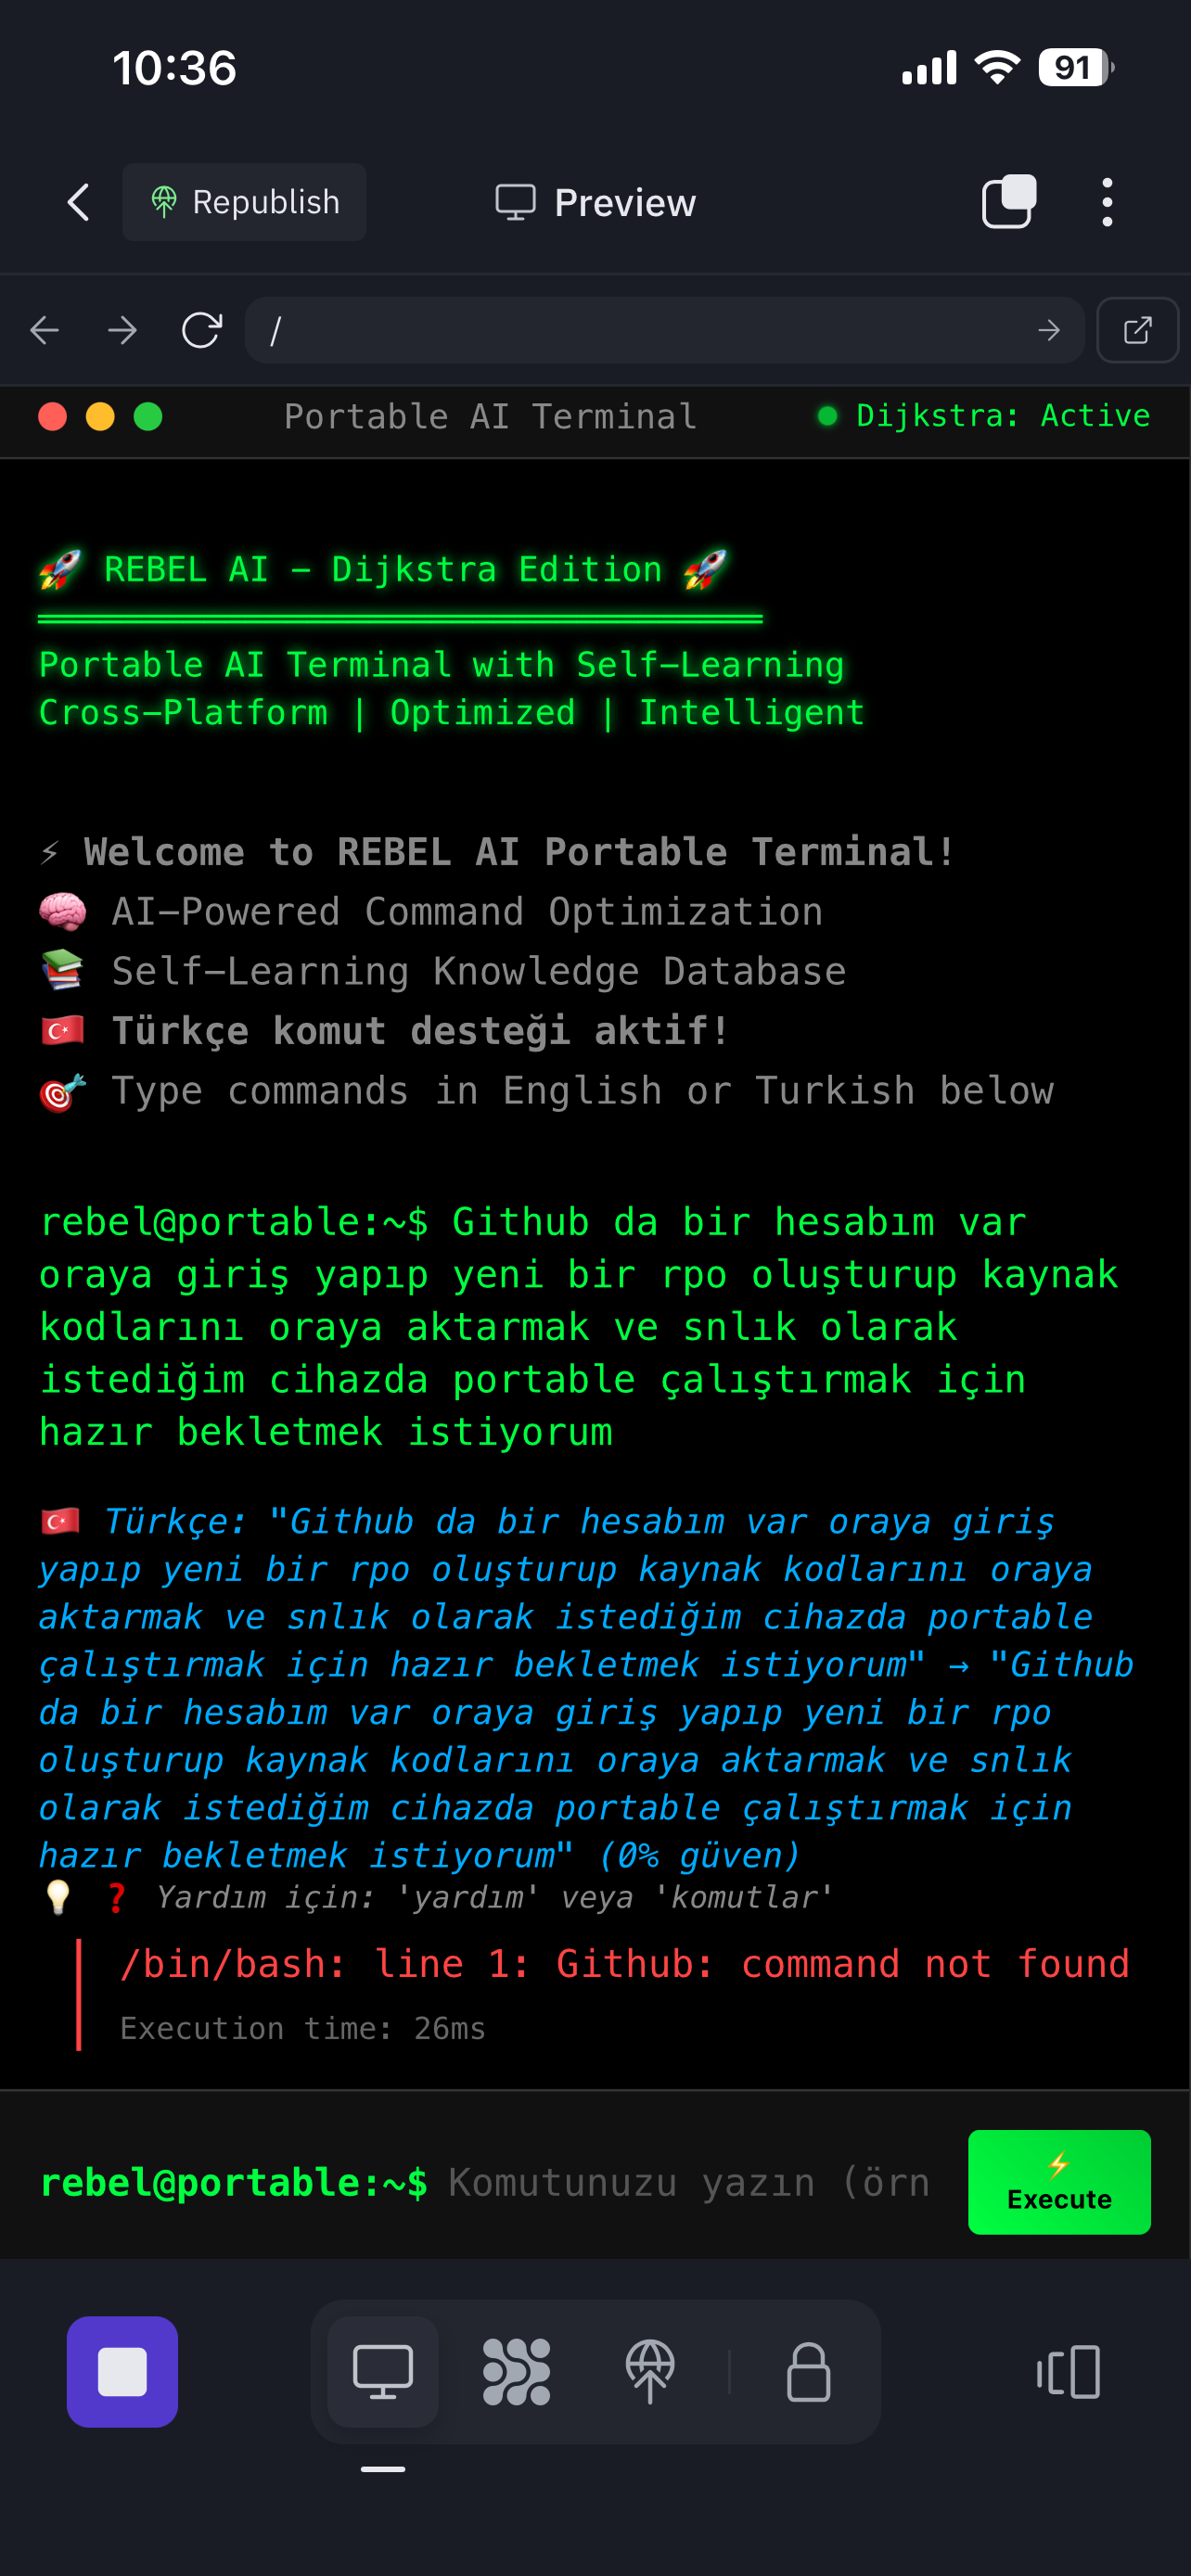 10:36
91
Republish
Preview
/
Portable AI Terminal
Dijkstra: Active
🚀 REBEL AI - Dijkstra Edition 🚀
Portable AI Terminal with Self-Learning
Cross-Platform | Optimized | Intelligent
⚡ Welcome to REBEL AI Portable Terminal!
🧠 AI-Powered Command Optimization
📚 Self-Learning Knowledge Database
🇹🇷 Türkçe komut desteği aktif!
🎯 Type commands in English or Turkish below
rebel@portable:~$ Github da bir hesabım var
oraya giriş yapıp yeni bir rpo oluşturup kaynak
kodlarını oraya aktarmak ve snlık olarak
istediğim cihazda portable çalıştırmak için
hazır bekletmek istiyorum
🇹🇷 Türkçe: "Github da bir hesabım var oraya giriş
yapıp yeni bir rpo oluşturup kaynak kodlarını oraya
aktarmak ve snlık olarak istediğim cihazda portable
çalıştırmak için hazır bekletmek istiyorum" → "Github
da bir hesabım var oraya giriş yapıp yeni bir rpo
oluşturup kaynak kodlarını oraya aktarmak ve snlık
olarak istediğim cihazda portable çalıştırmak için
hazır bekletmek istiyorum" (0% güven)
💡 ❓ Yardım için: 'yardım' veya 'komutlar'
/bin/bash: line 1: Github: command not found
Execution time: 26ms
rebel@portable:~$ Komutunuzu yazın (örn
⚡
Execute